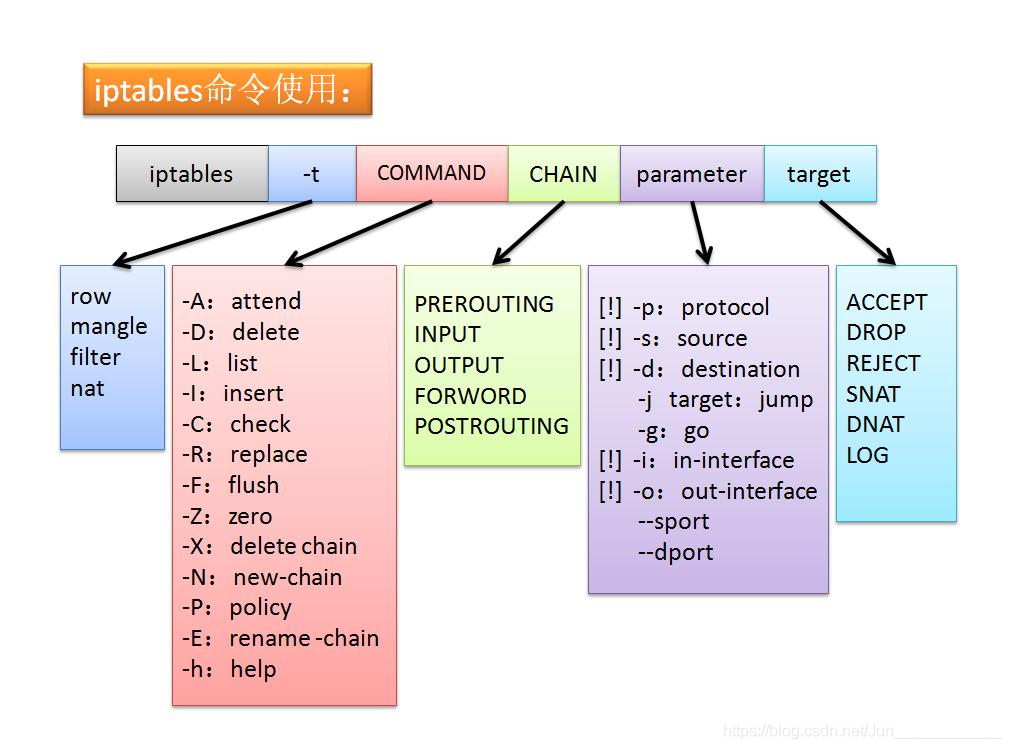 iptables命令使用：
iptables -t COMMAND CHAIN parameter target
row
mangle
filter
nat
-A：attend
-D：delete
-L：list
-I：insert
-C：check
-R：replace
-F：flush
-Z：zero
-X：delete chain
-N：new-chain
-P：policy
-E：rename -chain
-h：help
PREROUTING
INPUT
OUTPUT
FORWORD
POSTROUTING
[!] -p：protocol
[!] -s：source
[!] -d：destination
-j target：jump
-g：go
[!] -i：in-interface
[!] -o：out-interface
--sport
--dport
ACCEPT
DROP
REJECT
SNAT
DNAT
LOG
https://blog.csdn.net/Jun____________